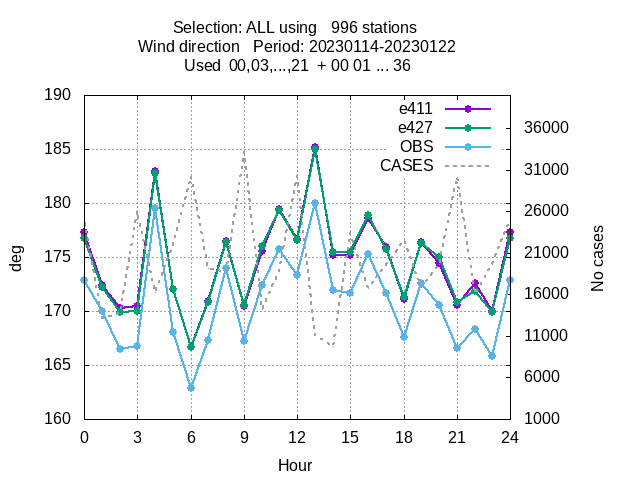 Selection: ALL using   996 stations
Wind direction   Period: 20230114-20230122
Used  00,03,...,21  + 00 01 ... 36
190
185
180
175
170
165
160
deg
e411
e427
OBS
CASES
36000
31000
26000
21000
16000
11000
6000
1000
No cases
0 3 6 9 12 15 18 21 24
Hour